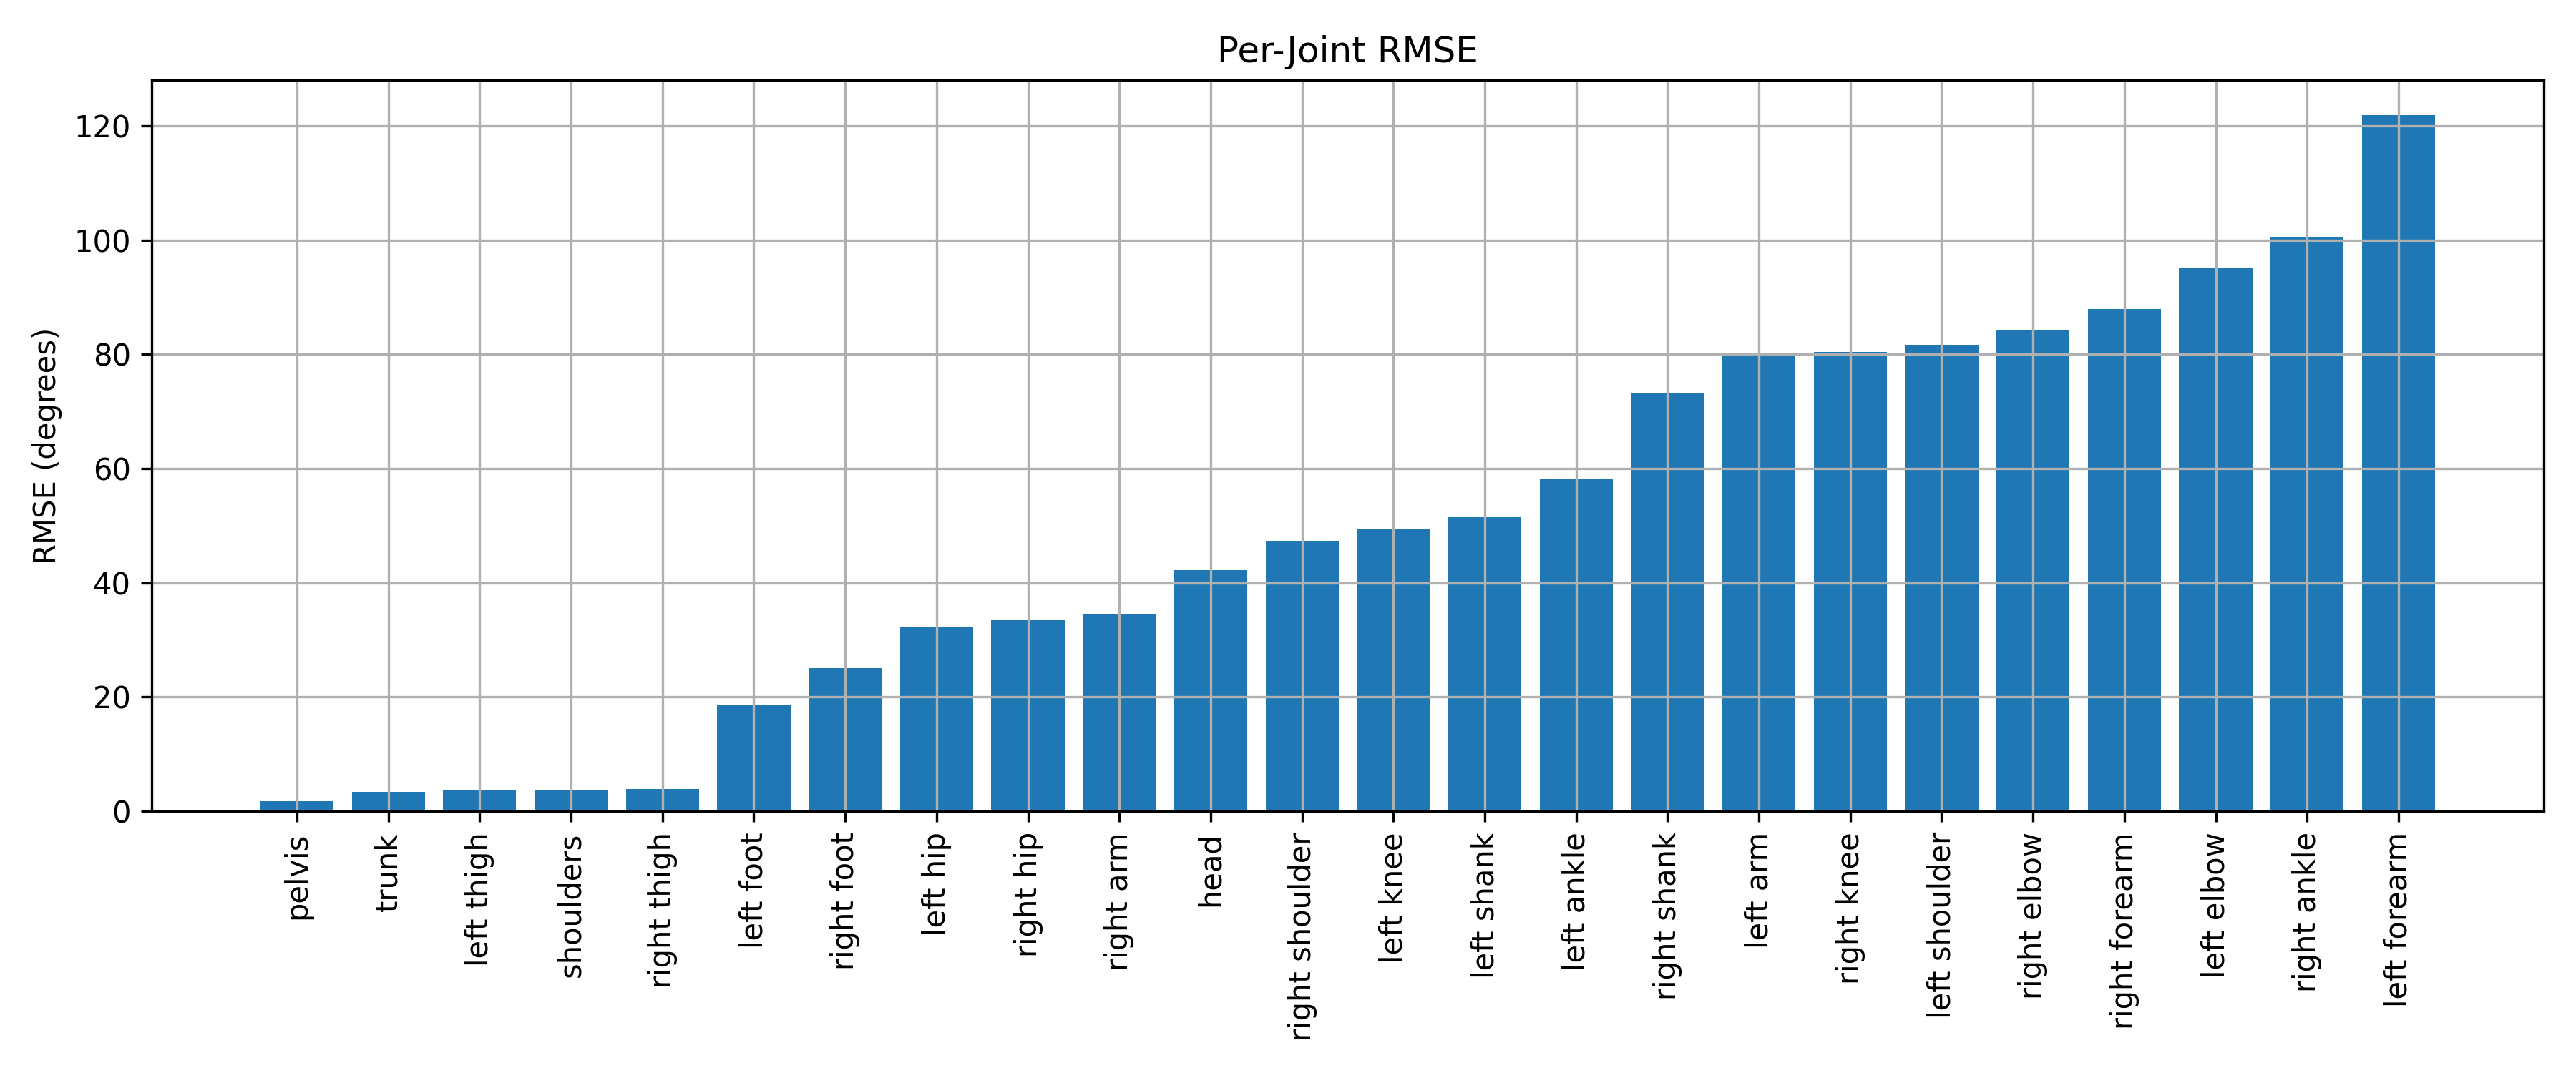 Per-Joint RMSE
RMSE (degrees)
120
100
80
60
40
20
0
pelvis
trunk
left thigh
shoulders
right thigh
left foot
right foot
left hip
right hip
right arm
head
right shoulder
left knee
left shank
left ankle
right shank
left arm
right knee
left shoulder
right elbow
right forearm
left elbow
right ankle
left forearm